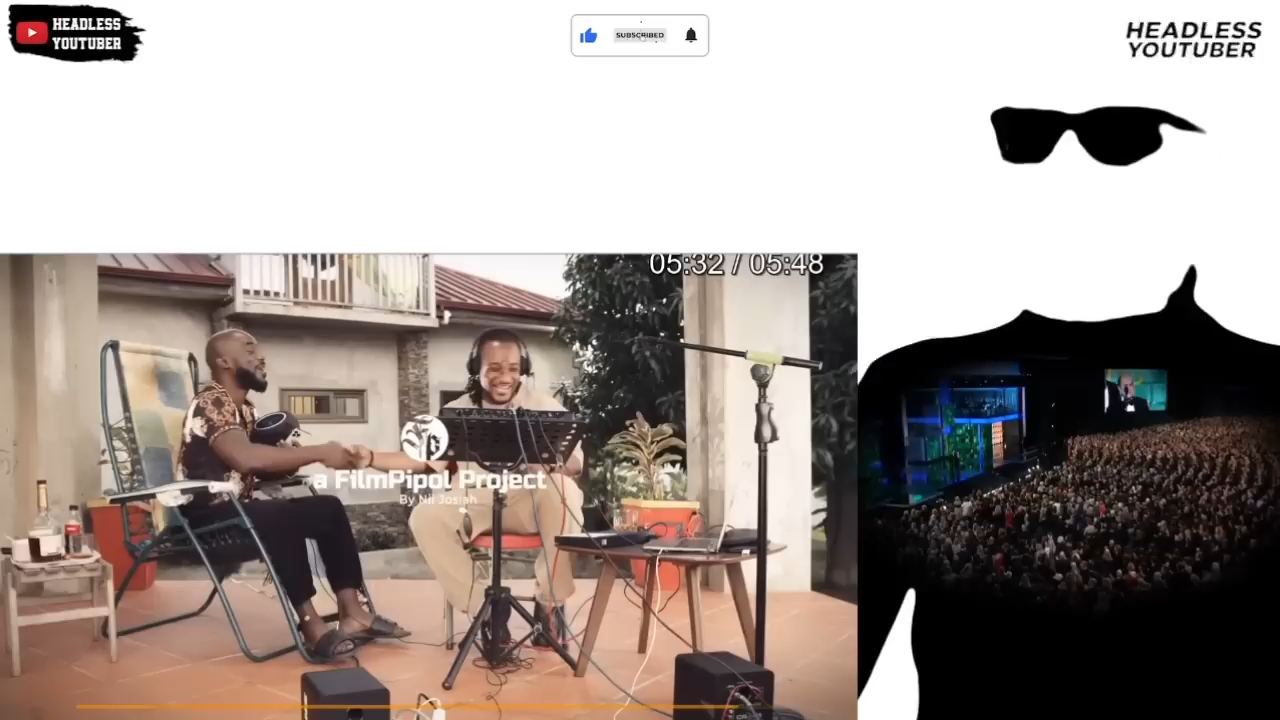 HEADLESS
YOUTUBER
SUBSCRIBED
HEADLESS
YOUTUBER
05:32 / 05:48
a FilmPipol Project
By Nii Josiah